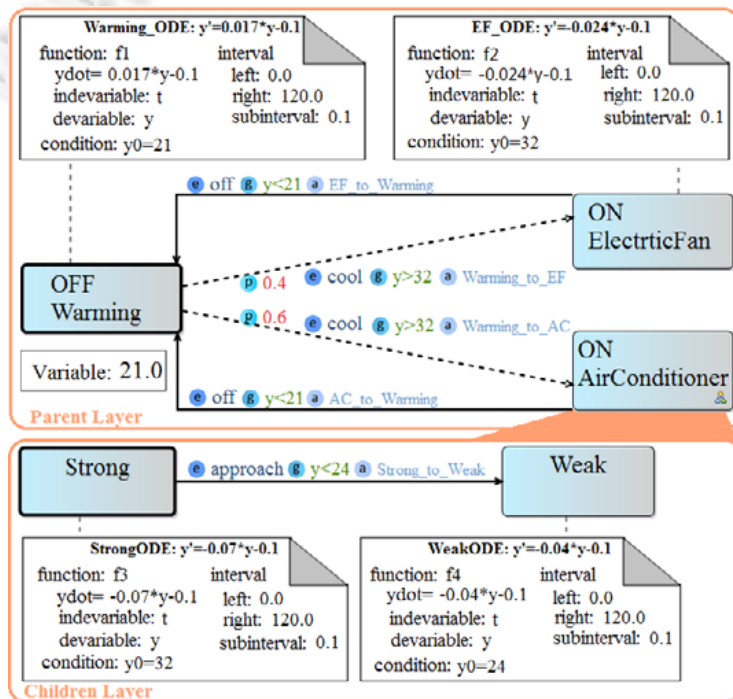 Warming_ODE: y'=0.017*y-0.1
function: f1
ydot= 0.017*y-0.1
indevariable: t
devariable: y
condition: y0=21
interval
left: 0.0
right: 120.0
subinterval: 0.1
EF_ODE: y'=-0.024*y-0.1
function: f2
ydot= -0.024*y-0.1
indevariable: t
devariable: y
condition: y0=32
interval
left: 0.0
right: 120.0
subinterval: 0.1
e off g y<21 a EF_to_Warming
ON
ElectrticFan
OFF
Warming
p 0.4 e cool g y>32 a Warming_to_EF
p 0.6 e cool g y>32 a Warming_to_AC
ON
AirConditioner
Variable: 21.0
e off g y<21 a AC_to_Warming
Parent Layer
Strong
e approach g y<24 a Strong_to_Weak
Weak
StrongODE: y'=-0.07*y-0.1
function: f3
ydot= -0.07*y-0.1
indevariable: t
devariable: y
condition: y0=32
interval
left: 0.0
right: 120.0
subinterval: 0.1
WeakODE: y'=-0.04*y-0.1
function: f4
ydot= -0.04*y-0.1
indevariable: t
devariable: y
condition: y0=24
interval
left: 0.0
right: 120.0
subinterval: 0.1
Children Layer